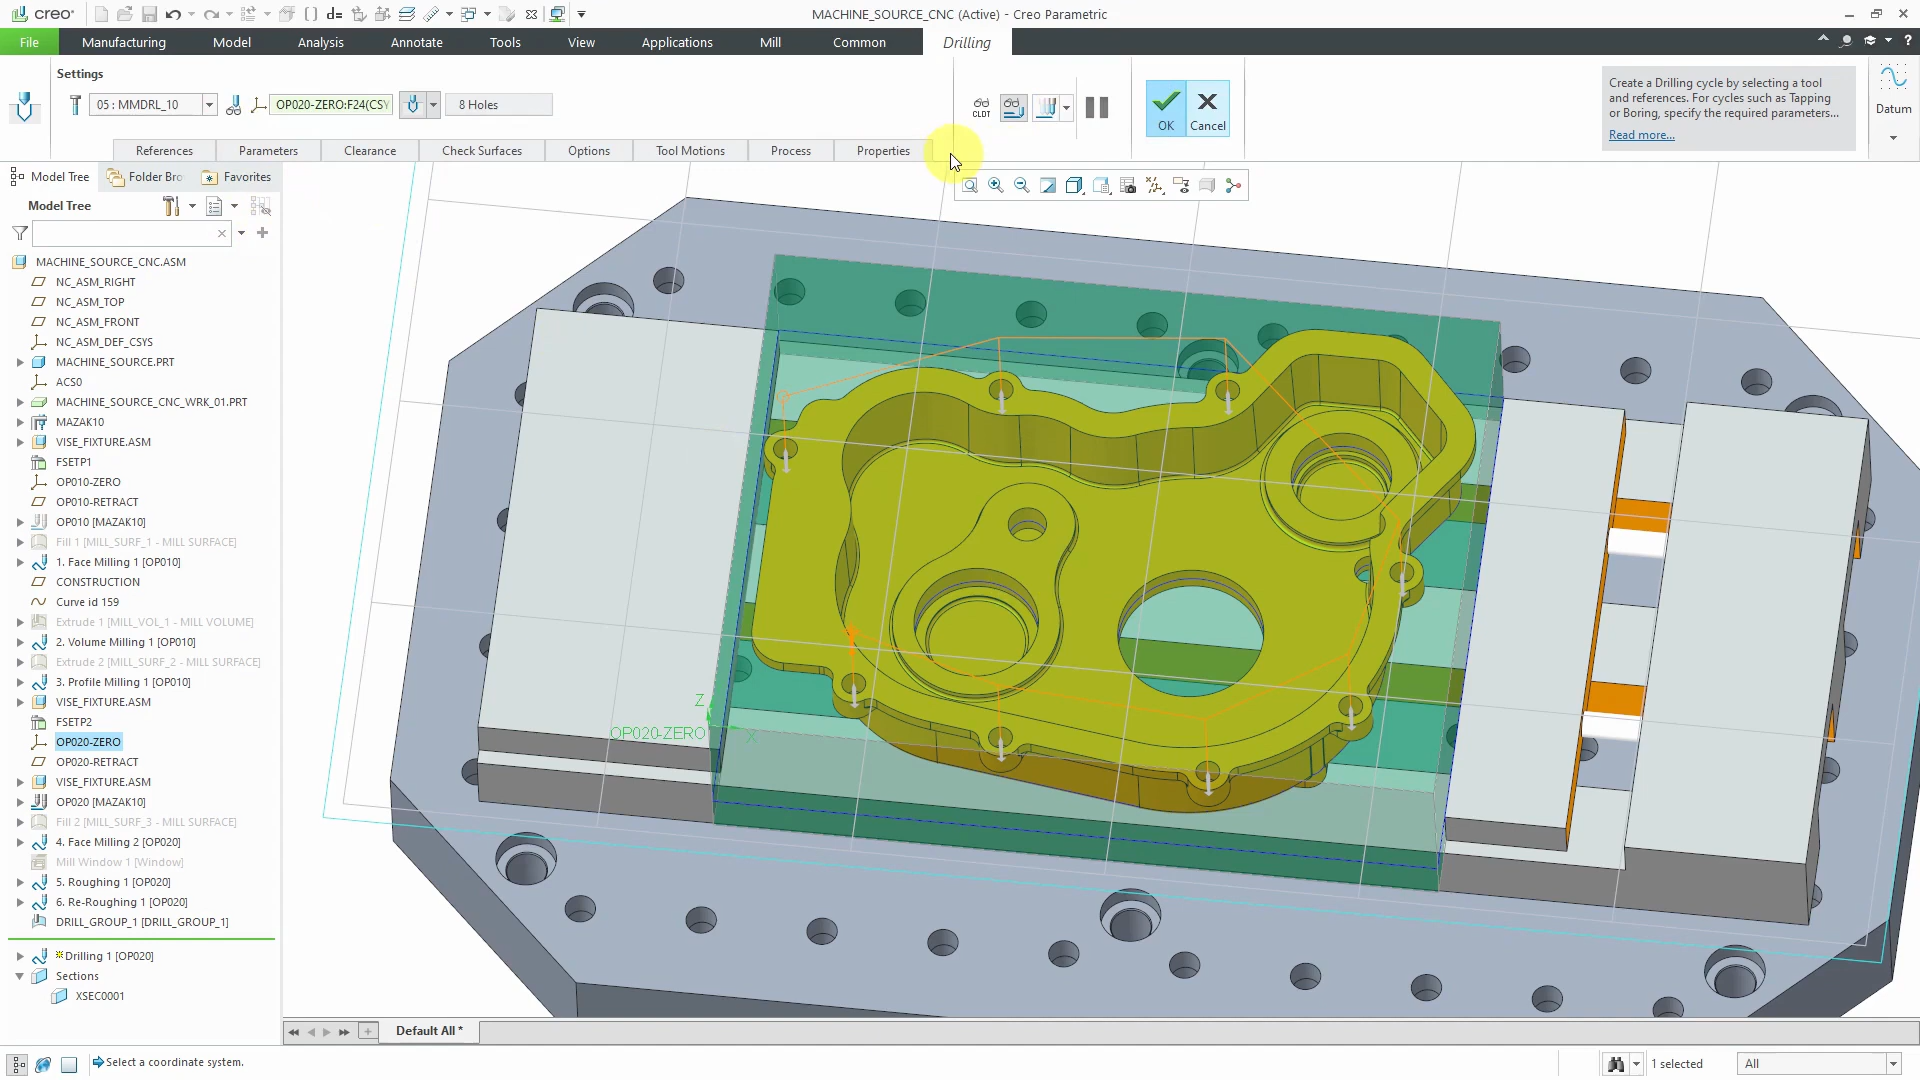 creo
MACHINE_SOURCE_CNC (Active) - Creo Parametric
File
Manufacturing
Model
Analysis
Annotate
Tools
View
Applications
Mill
Common
Drilling
Settings
05 : MMDRL_10
OP020-ZERO:F24(CSY
8 Holes
CLDT
OK
Cancel
Create a Drilling cycle by selecting a tool
and references. For cycles such as Tapping
or Boring, specify the required parameters...
Read more...
Datum
References
Parameters
Clearance
Check Surfaces
Options
Tool Motions
Process
Properties
Model Tree
Folder Bro
Favorites
Model Tree
MACHINE_SOURCE_CNC.ASM
NC_ASM_RIGHT
NC_ASM_TOP
NC_ASM_FRONT
NC_ASM_DEF_CSYS
MACHINE_SOURCE.PRT
ACS0
MACHINE_SOURCE_CNC_WRK_01.PRT
MAZAK10
VISE_FIXTURE.ASM
FSETP1
OP010-ZERO
OP010-RETRACT
OP010 [MAZAK10]
Fill 1 [MILL_SURF_1 - MILL SURFACE]
1. Face Milling 1 [OP010]
CONSTRUCTION
Curve id 159
Extrude 1 [MILL_VOL_1 - MILL VOLUME]
2. Volume Milling 1 [OP010]
Extrude 2 [MILL_SURF_2 - MILL SURFACE]
3. Profile Milling 1 [OP010]
VISE_FIXTURE.ASM
FSETP2
OP020-ZERO
OP020-RETRACT
VISE_FIXTURE.ASM
OP020 [MAZAK10]
Fill 2 [MILL_SURF_3 - MILL SURFACE]
4. Face Milling 2 [OP020]
Mill Window 1 [Window]
5. Roughing 1 [OP020]
6. Re-Roughing 1 [OP020]
DRILL_GROUP_1 [DRILL_GROUP_1]
Drilling 1 [OP020]
Sections
XSEC0001
Z
OP020-ZERO
X
Default All *
Select a coordinate system.
1 selected
All